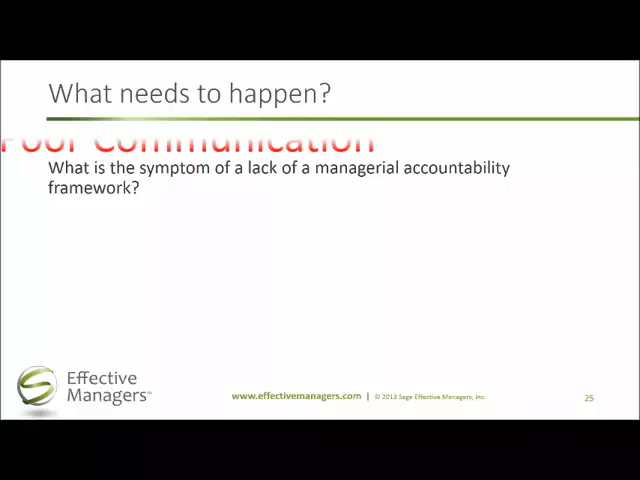 What needs to happen?
Poor Communication
What is the symptom of a lack of a managerial accountability
framework?
Effective
Managers℠
www.effectivemanagers.com | © 2013 Sage Effective Managers, Inc.
25